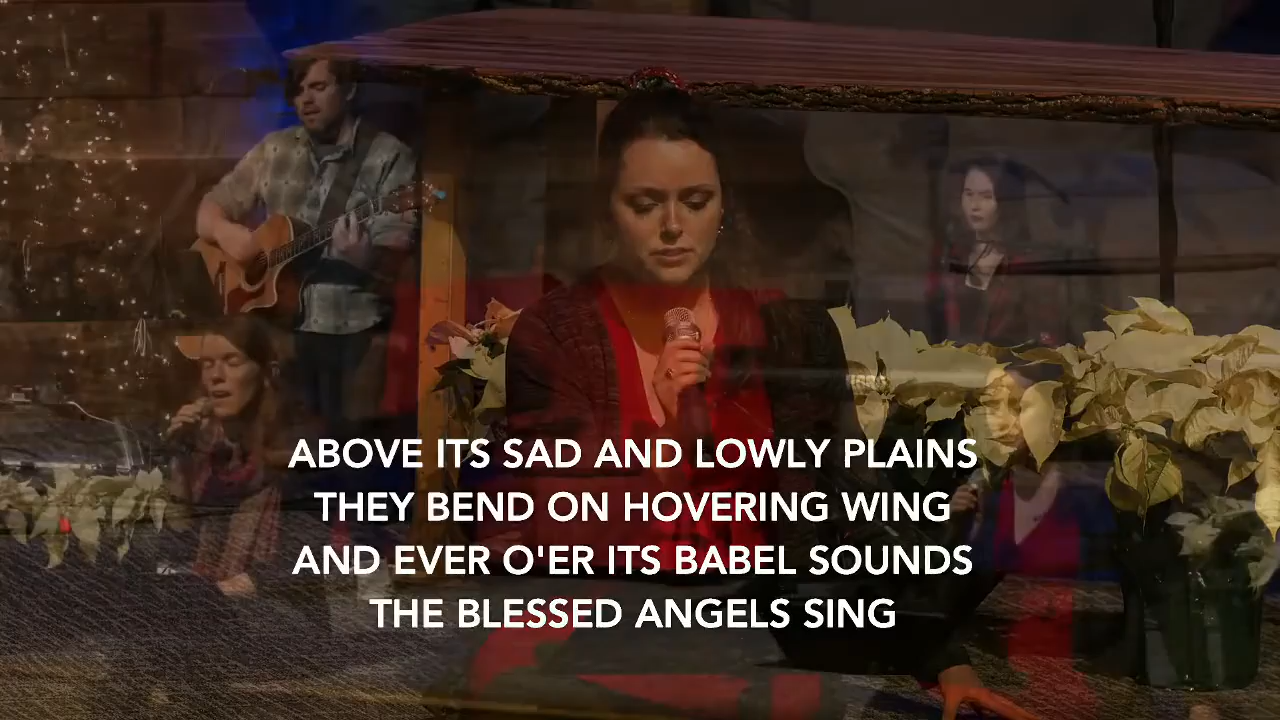 ABOVE ITS SAD AND LOWLY PLAINS
THEY BEND ON HOVERING WING
AND EVER O'ER ITS BABEL SOUNDS
THE BLESSED ANGELS SING